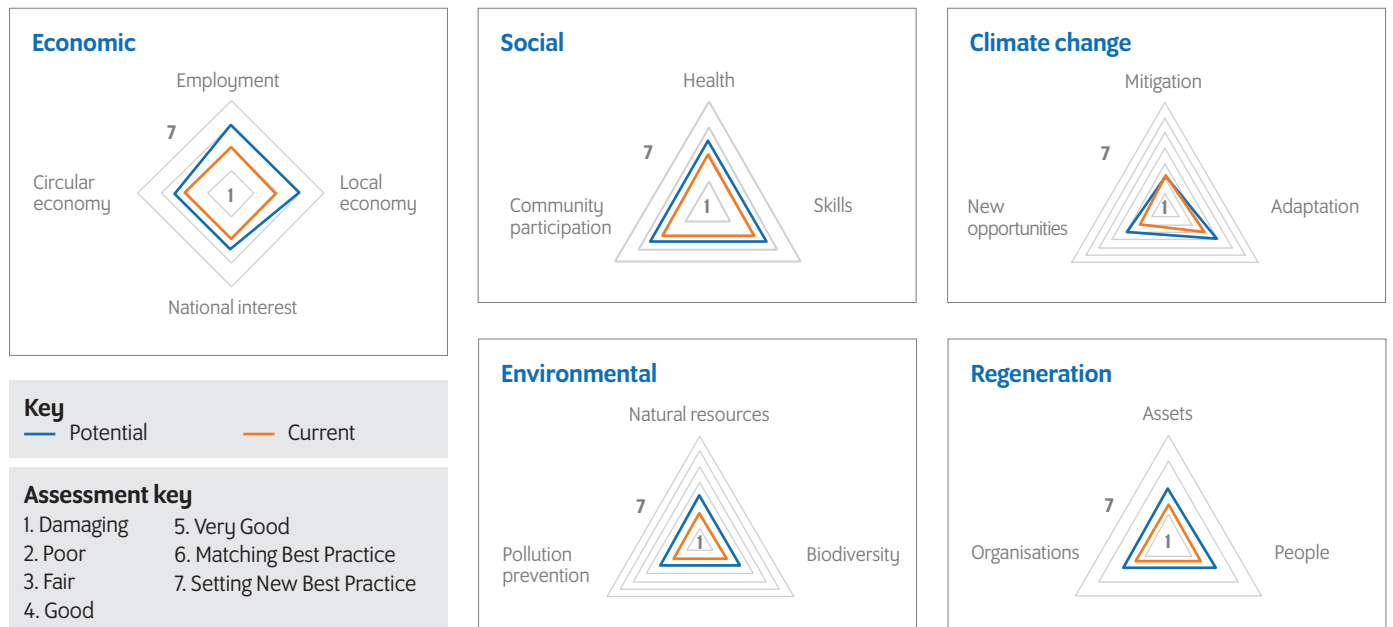 Economic
Employment
7
Circular
economy
1
Local
economy
National interest
Social
Health
7
Community
participation
1
Skills
Climate change
Mitigation
7
New
opportunities
1
Adaptation
Key
Potential
Current
Assessment key
1. Damaging
2. Poor
3. Fair
4. Good
5. Very Good
6. Matching Best Practice
7. Setting New Best Practice
Environmental
Natural resources
7
Pollution
prevention
1
Biodiversity
Regeneration
Assets
7
Organisations
1
People